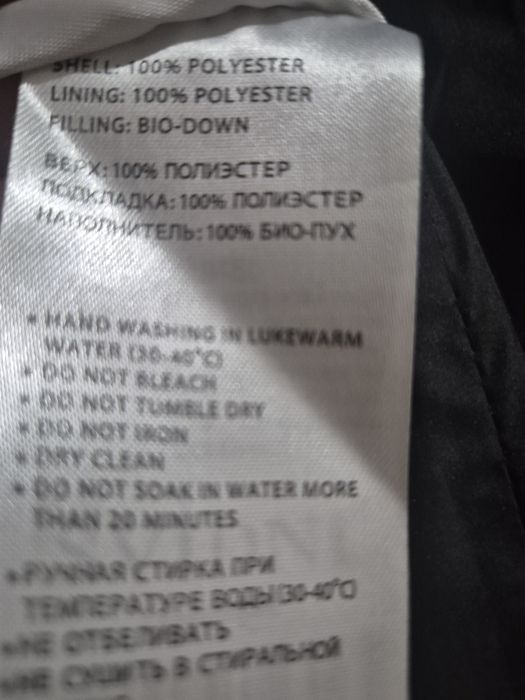 SHELL: 100% POLYESTER
LINING: 100% POLYESTER
FILLING: BIO-DOWN
ВЕРХ: 100% ПОЛИЭСТЕР
ПОДКЛАДКА: 100% ПОЛИЭСТЕР
НАПОЛНИТЕЛЬ: 100% БИО-ПУХ
• HAND WASHING IN LUKEWARM
WATER (30-40°C)
• DO NOT BLEACH
• DO NOT TUMBLE DRY
• DO NOT IRON
• DRY CLEAN
• DO NOT SOAK IN WATER MORE
THAN 20 MINUTES
• РУЧНАЯ СТИРКА ПРИ
ТЕМПЕРАТУРЕ ВОДЫ (30-40°C)
• НЕ ОТБЕЛИВАТЬ
• НЕ СУШИТЬ В СТИРАЛЬНОЙ